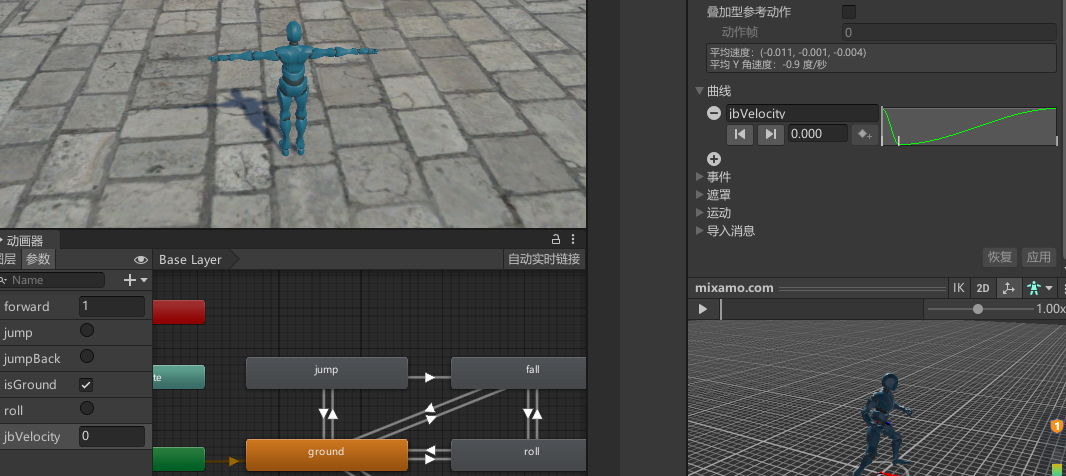 叠加型参考动作
动作帧
0
平均速度：(-0.011, -0.001, -0.004)
平均 Y 角速度：-0.9 度/秒
曲线
jbVelocity
0.000
事件
遮罩
运动
导入消息
恢复
应用
mixamo.com
IK
2D
1.00x
1
动画器
图层
参数
Base Layer
自动实时链接
Name
forward
1
jump
jumpBack
isGround
roll
jbVelocity
0
te
jump
fall
ground
roll